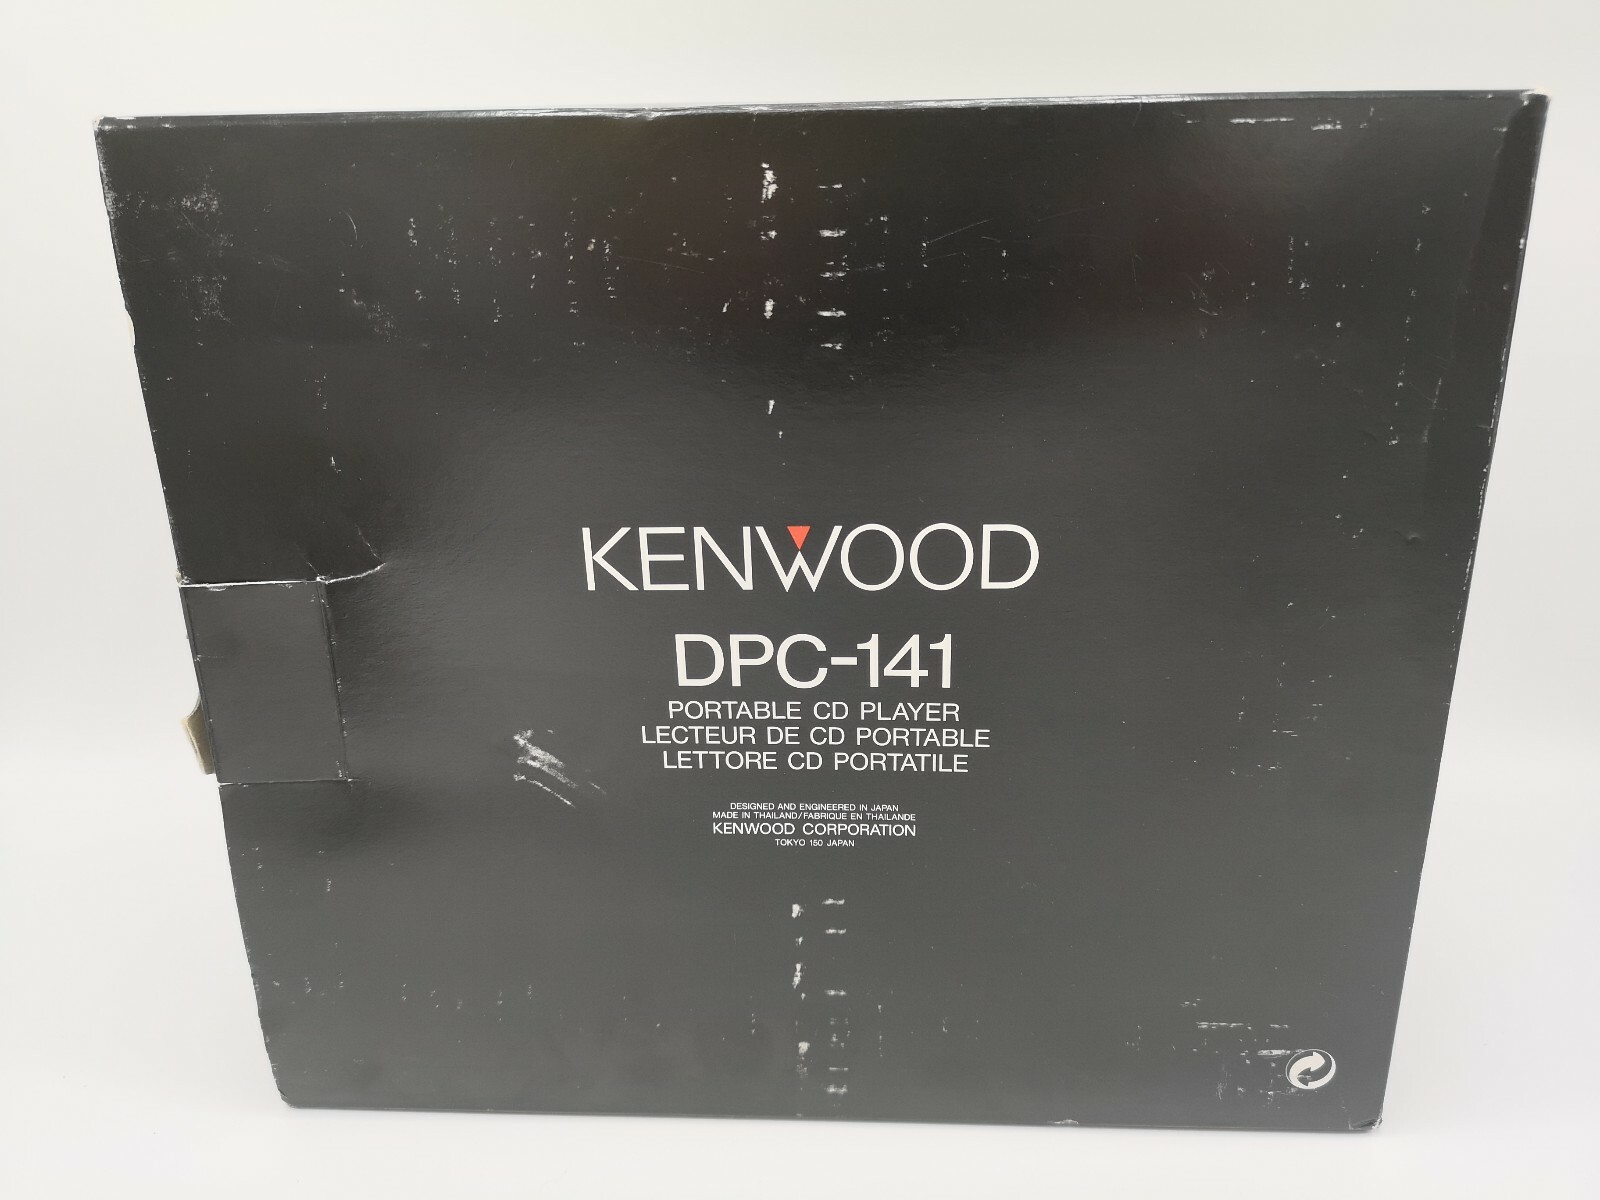 KENWOOD
DPC-141
PORTABLE CD PLAYER
LECTEUR DE CD PORTABLE
LETTORE CD PORTATILE
DESIGNED AND ENGINEERED IN JAPAN
MADE IN THAILAND/FABRIQUE EN THAILANDE
KENWOOD CORPORATION
TOKYO 150 JAPAN